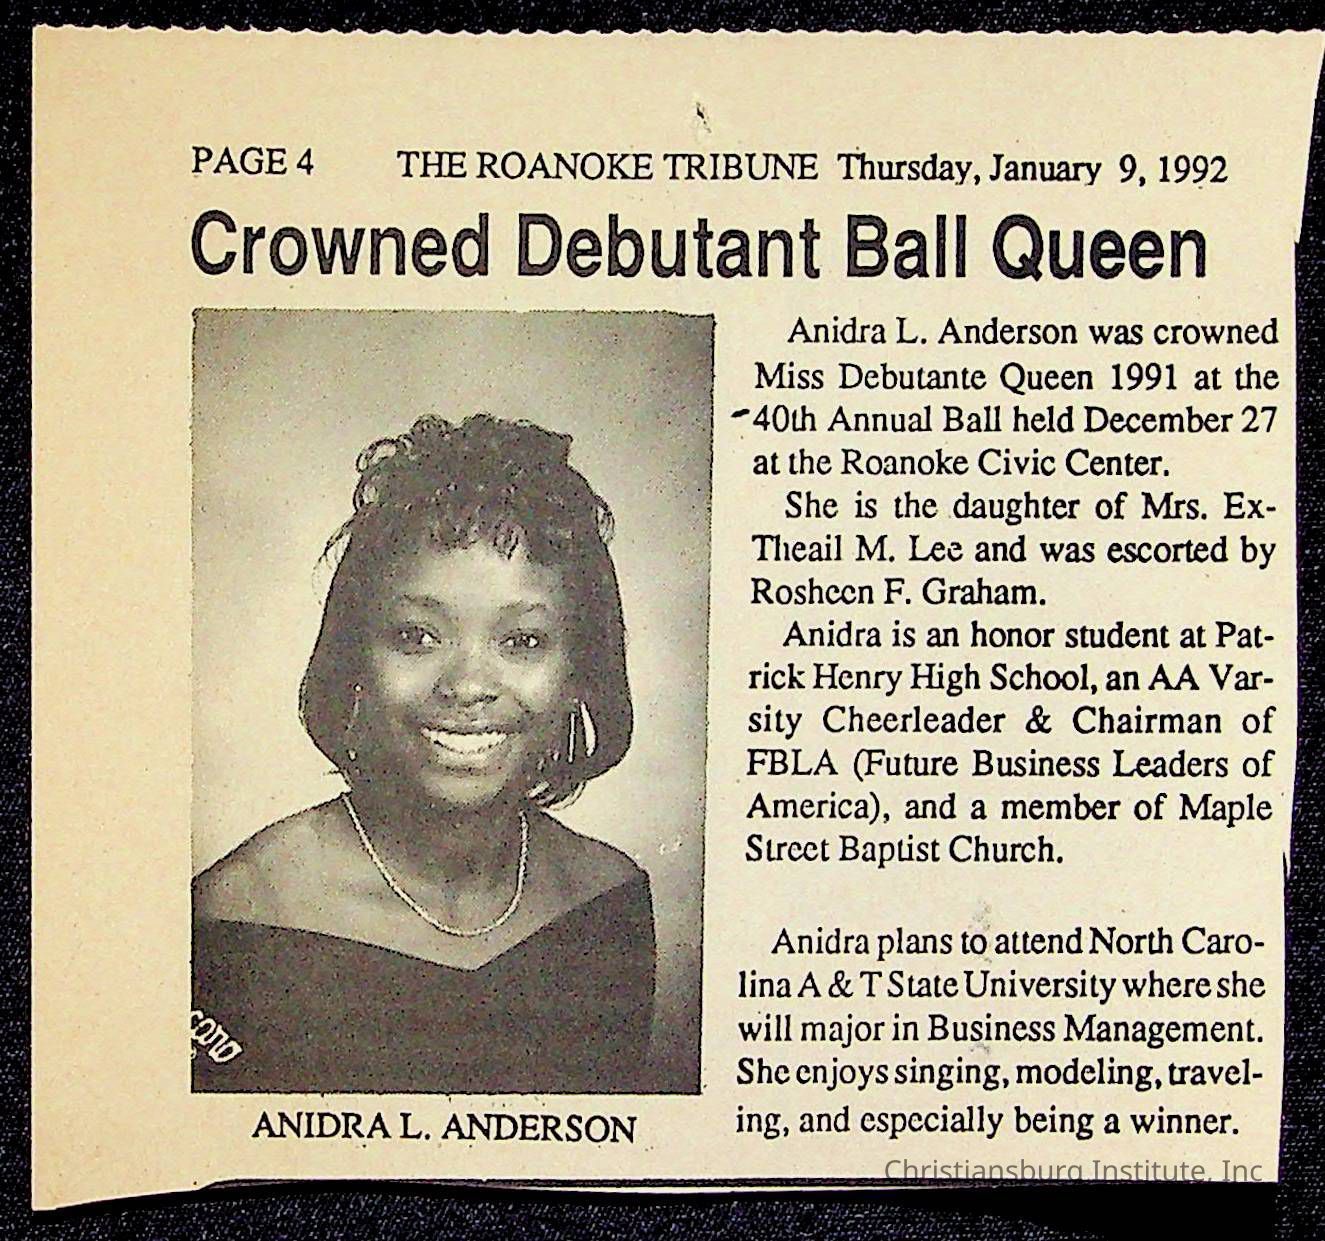 PAGE 4 THE ROANOKE TRIBUNE Thursday, January 9, 1992
Crowned Debutant Ball Queen
Anidra L. Anderson was crowned
Miss Debutante Queen 1991 at the
40th Annual Ball held December 27
at the Roanoke Civic Center.
She is the daughter of Mrs. Ex-
Theail M. Lee and was escorted by
Rosheen F. Graham.
Anidra is an honor student at Pat-
rick Henry High School, an AA Var-
sity Cheerleader & Chairman of
FBLA (Future Business Leaders of
America), and a member of Maple
Street Baptist Church.
Anidra plans to attend North Caro-
lina A & T State University where she
will major in Business Management.
She enjoys singing, modeling, travel-
ing, and especially being a winner.
ANIDRA L. ANDERSON
Christiansburg Institute, Inc